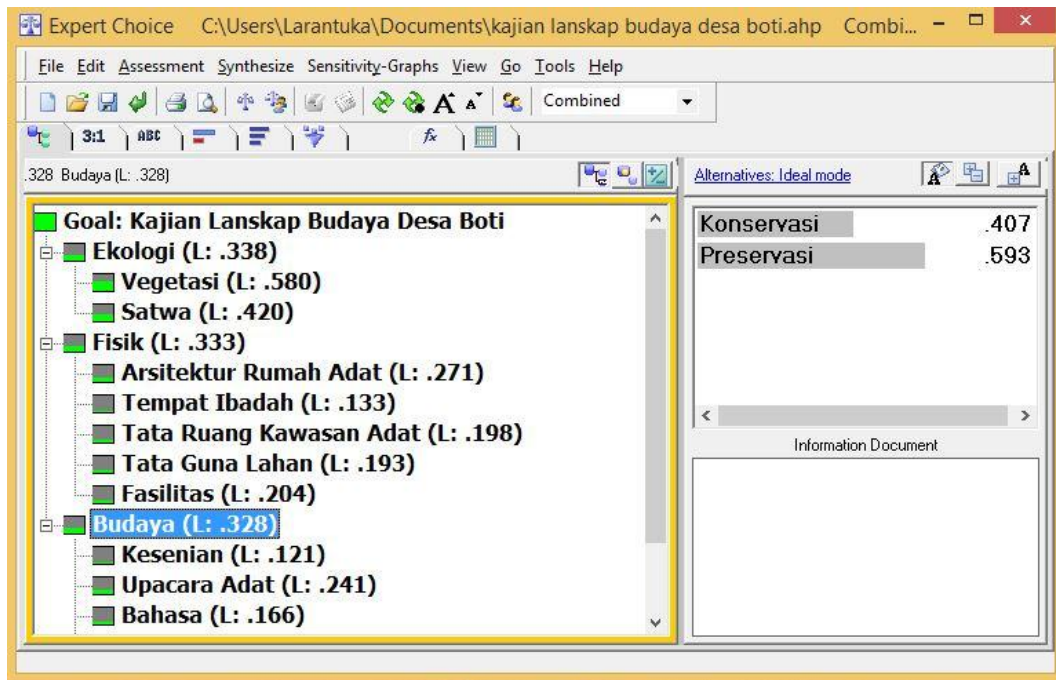 Expert Choice C:\Users\Larantuka\Documents\kajian lanskap budaya desa boti.ahp Combi...
File Edit Assessment Synthesize Sensitivity-Graphs View Go Tools Help
A A Combined
3:1 ABC fx
.328 Budaya (L: .328)
Alternatives: Ideal mode
A A
Goal: Kajian Lanskap Budaya Desa Boti
Ekologi (L: .338)
Vegetasi (L: .580)
Satwa (L: .420)
Fisik (L: .333)
Arsitektur Rumah Adat (L: .271)
Tempat Ibadah (L: .133)
Tata Ruang Kawasan Adat (L: .198)
Tata Guna Lahan (L: .193)
Fasilitas (L: .204)
Budaya (L: .328)
Kesenian (L: .121)
Upacara Adat (L: .241)
Bahasa (L: .166)
Konservasi .407
Preservasi .593
Information Document